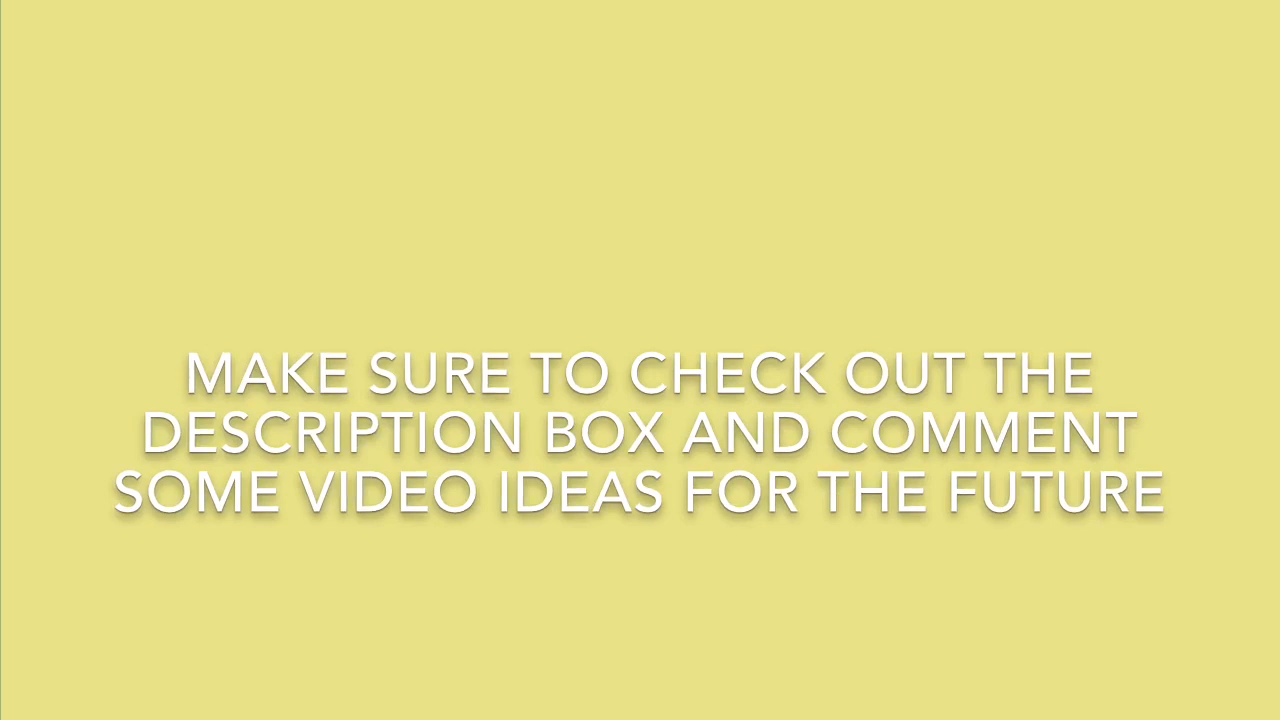 MAKE SURE TO CHECK OUT THE
DESCRIPTION BOX AND COMMENT
SOME VIDEO IDEAS FOR THE FUTURE